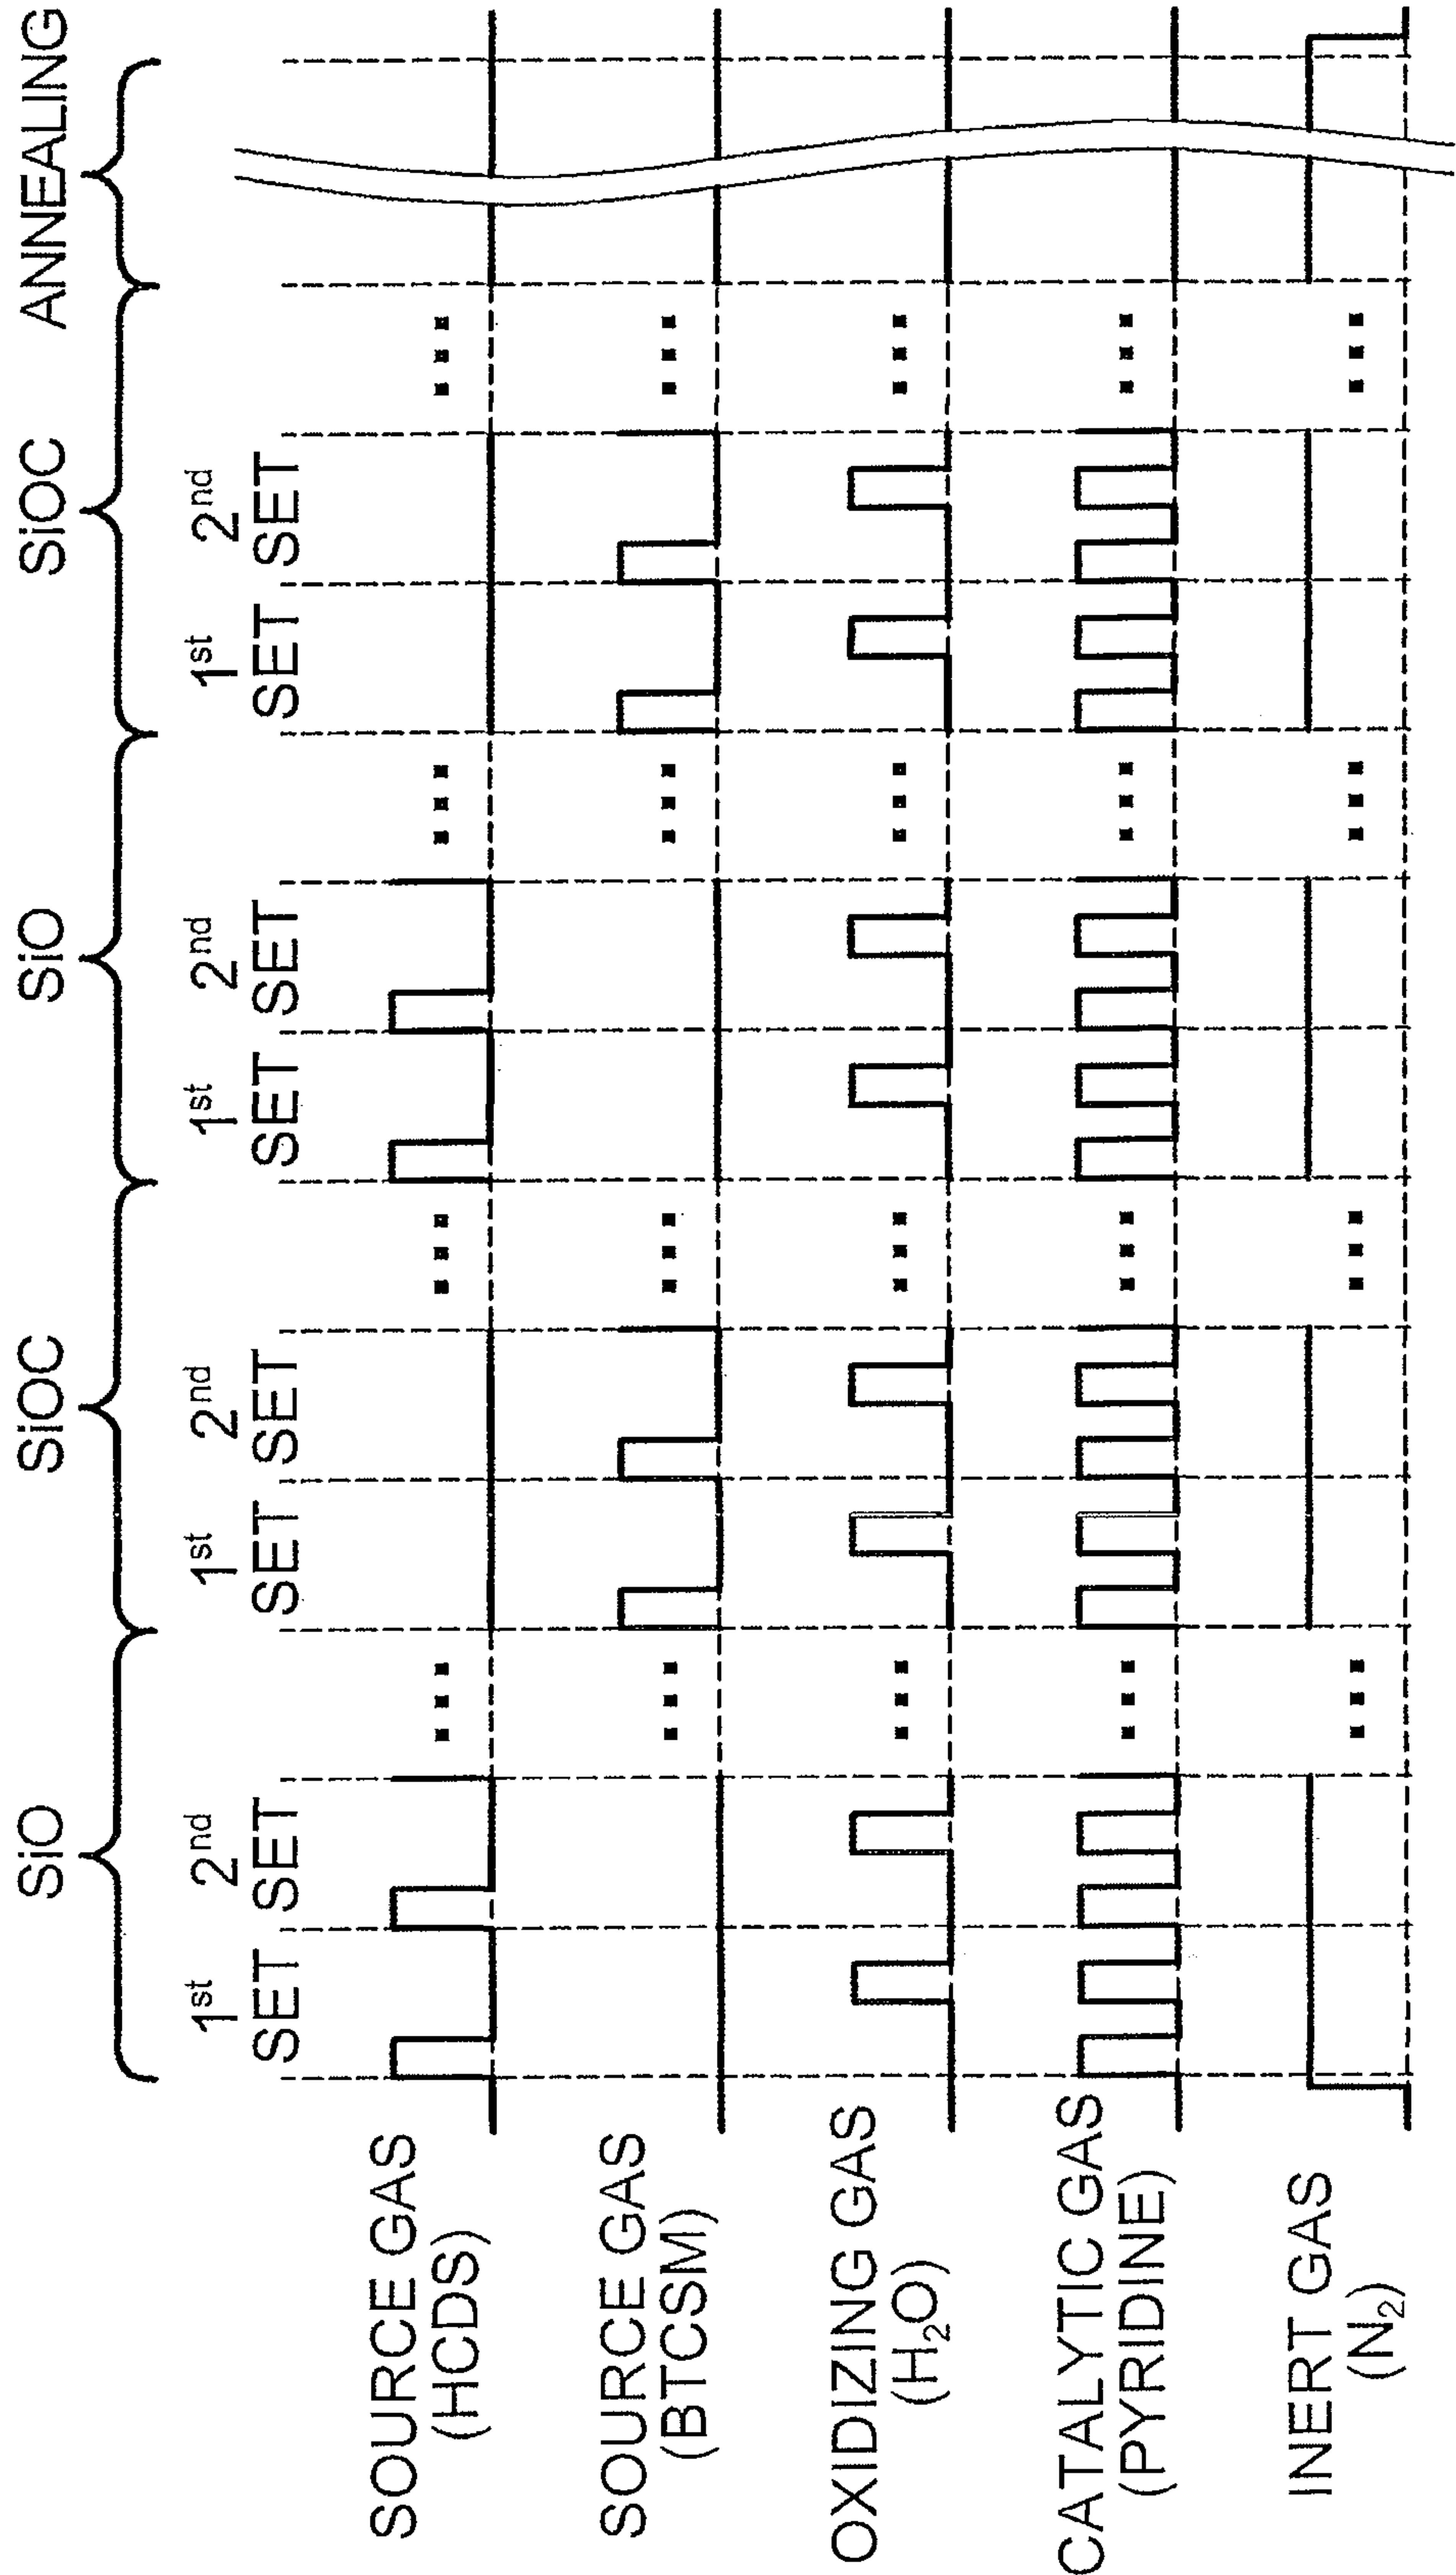 SiO
SiOC
SiO
SiOC
ANNEALING
1st
SET
2nd
SET
1st
SET
2nd
SET
1st
SET
2nd
SET
1st
SET
2nd
SET
SOURCE GAS
(HCDS)
SOURCE GAS
(BTCSM)
OXIDIZING GAS
(H₂O)
CATALYTIC GAS
(PYRIDINE)
INERT GAS
(N₂)